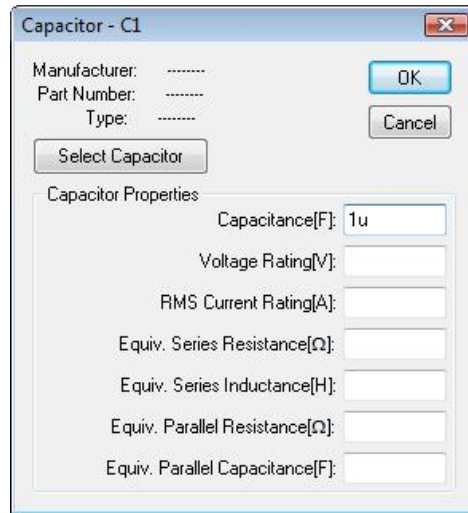 Capacitor - C1
Manufacturer: --------
OK
Part Number: --------
Type: --------
Cancel
Select Capacitor
Capacitor Properties
Capacitance[F]: 1u
Voltage Rating[V]:
RMS Current Rating[A]:
Equiv. Series Resistance[Ω]:
Equiv. Series Inductance[H]:
Equiv. Parallel Resistance[Ω]:
Equiv. Parallel Capacitance[F]: